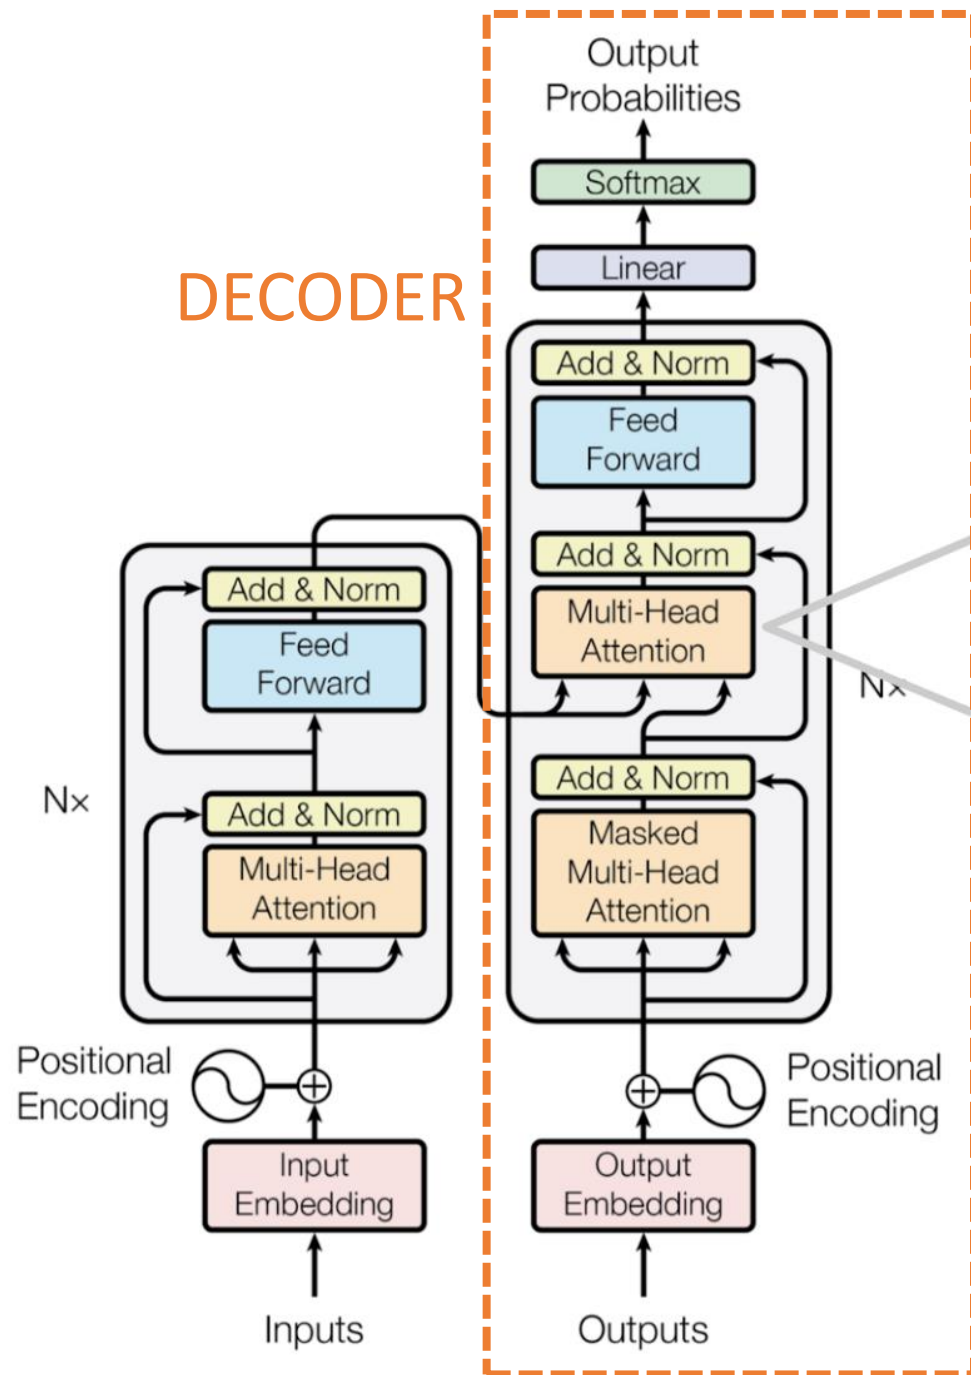 Output
Probabilities
Softmax
Linear
DECODER
Add & Norm
Feed
Forward
Add & Norm
Multi-Head
Attention
N×
Add & Norm
Masked
Multi-Head
Attention
Positional
Encoding
Output
Embedding
Outputs
Add & Norm
Feed
Forward
N×
Add & Norm
Multi-Head
Attention
Positional
Encoding
Input
Embedding
Inputs